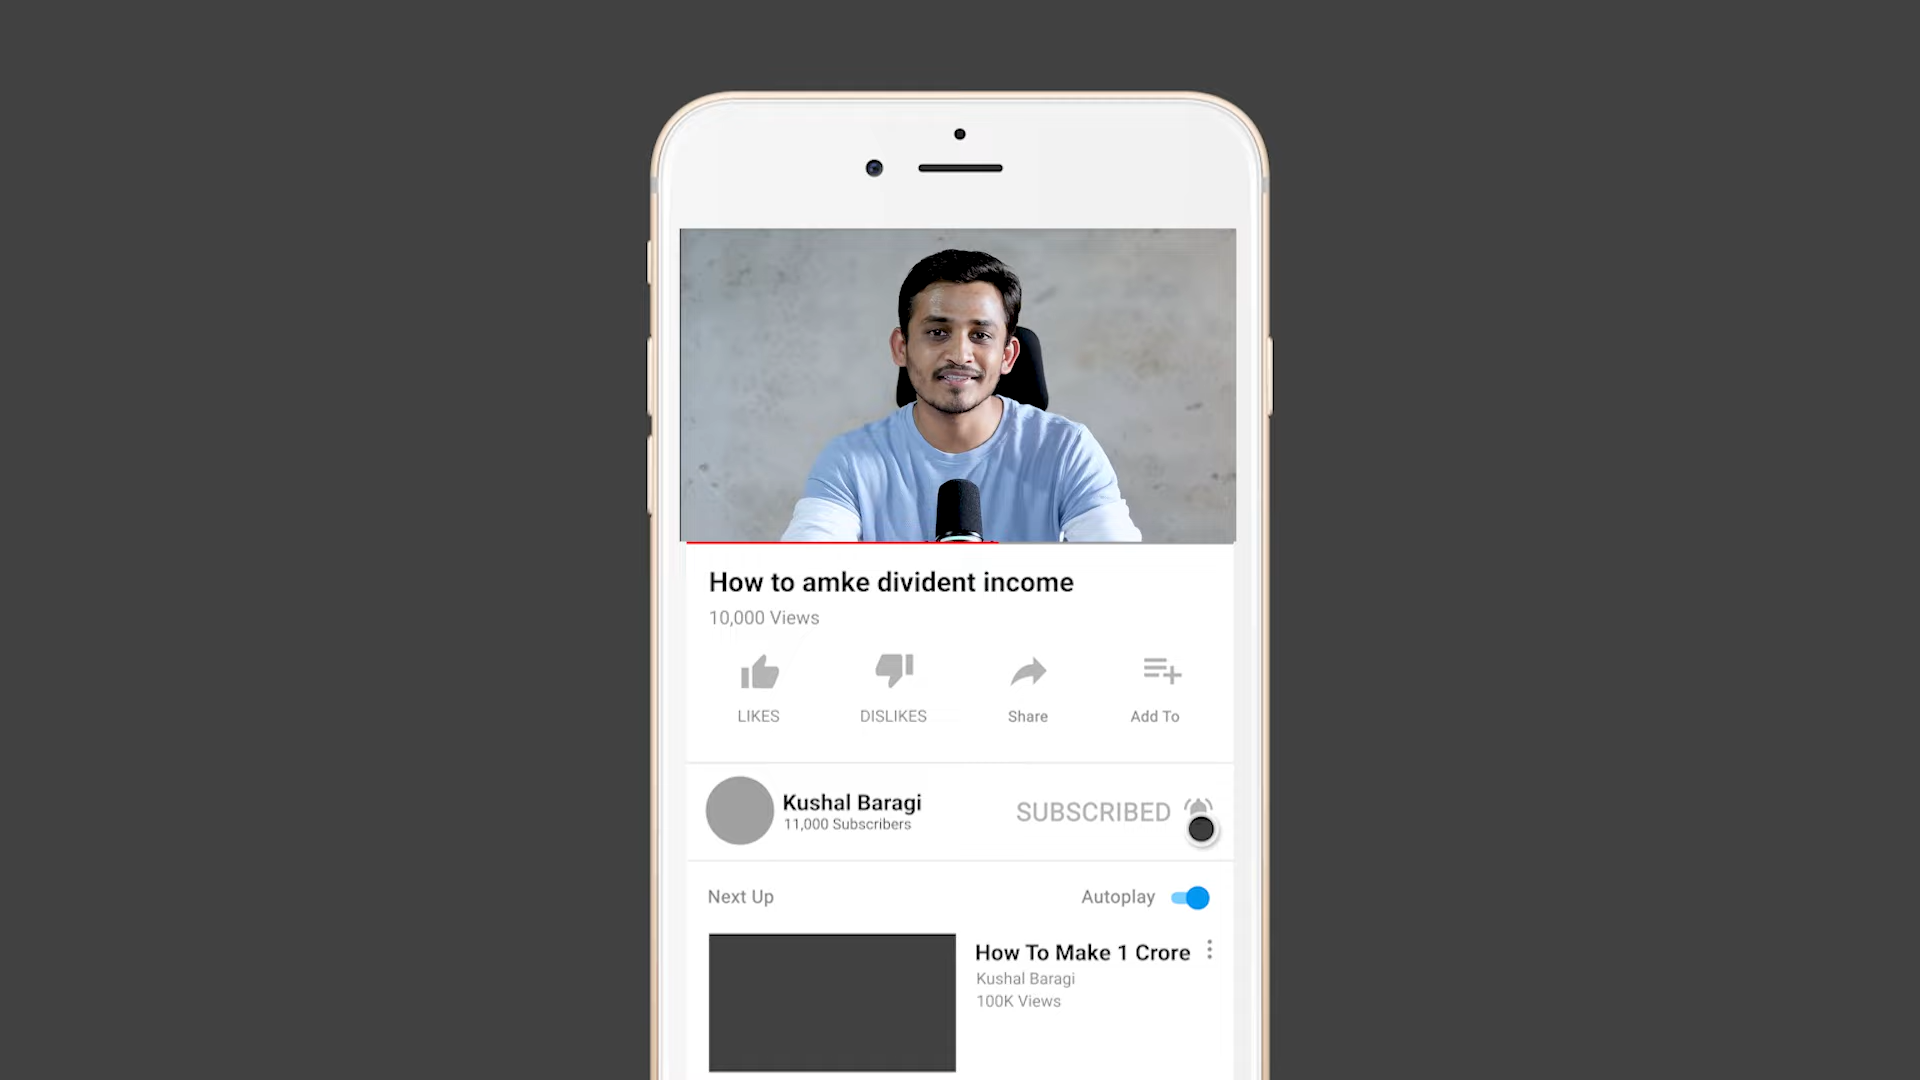 How to amke divident income
10,000 Views
LIKES DISLIKES Share Add To
Kushal Baragi
11,000 Subscribers
SUBSCRIBED
Next Up Autoplay
How To Make 1 Crore
Kushal Baragi
100K Views